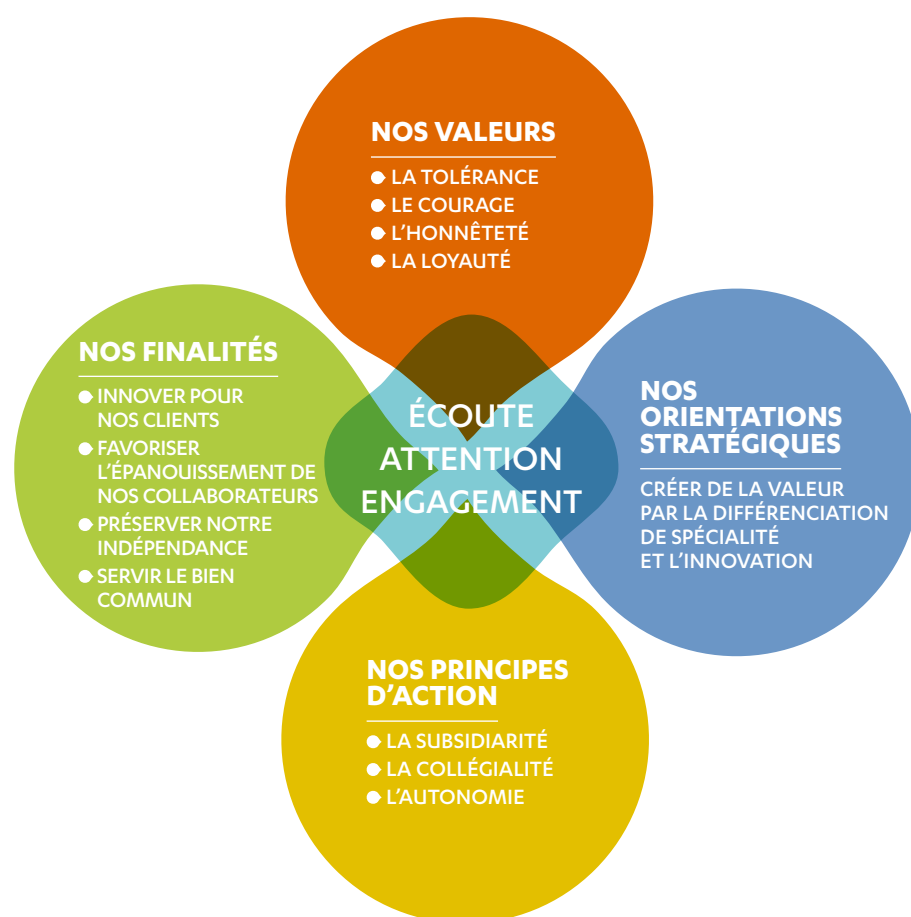 NOS VALEURS
LA TOLÉRANCE
LE COURAGE
L'HONNÊTETÉ
LA LOYAUTÉ
NOS FINALITÉS
INNOVER POUR
NOS CLIENTS
FAVORISER
L'ÉPANOUISSEMENT DE
NOS COLLABORATEURS
PRÉSERVER NOTRE
INDÉPENDANCE
SERVIR LE BIEN
COMMUN
ÉCOUTE
ATTENTION
ENGAGEMENT
NOS
ORIENTATIONS
STRATÉGIQUES
CRÉER DE LA VALEUR
PAR LA DIFFÉRENCIATION
DE SPÉCIALITÉ
ET L'INNOVATION
NOS PRINCIPES
D'ACTION
LA SUBSIDIARITÉ
LA COLLÉGIALITÉ
L'AUTONOMIE